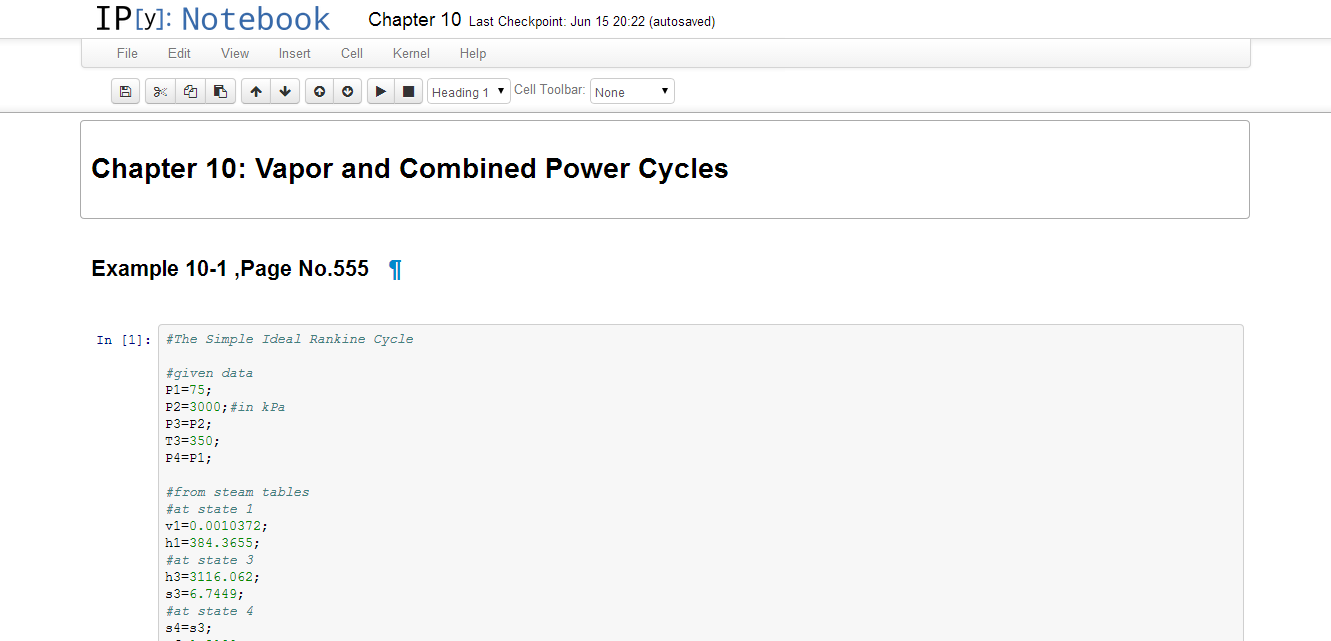 IP[y]: Notebook Chapter 10 Last Checkpoint: Jun 15 20:22 (autosaved)
File Edit View Insert Cell Kernel Help
Heading 1 Cell Toolbar: None
Chapter 10: Vapor and Combined Power Cycles
Example 10-1 ,Page No.555 ¶
In [1]: #The Simple Ideal Rankine Cycle
#given data
P1=75;
P2=3000;#in kPa
P3=P2;
T3=350;
P4=P1;
#from steam tables
#at state 1
v1=0.0010372;
h1=384.3655;
#at state 3
h3=3116.062;
s3=6.7449;
#at state 4
s4=s3;